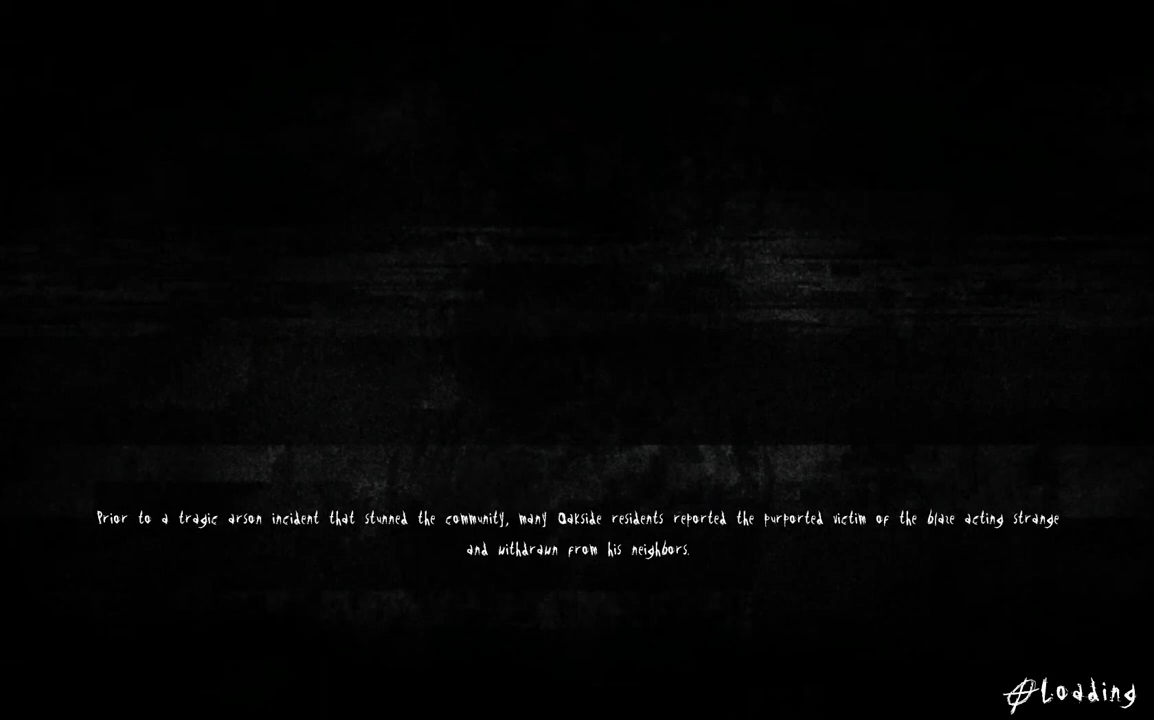 Prior to a tragic arson incident that stunned the community, many Oakside residents reported the purported victim of the blaze acting strange
and withdrawn from his neighbors.
Loading